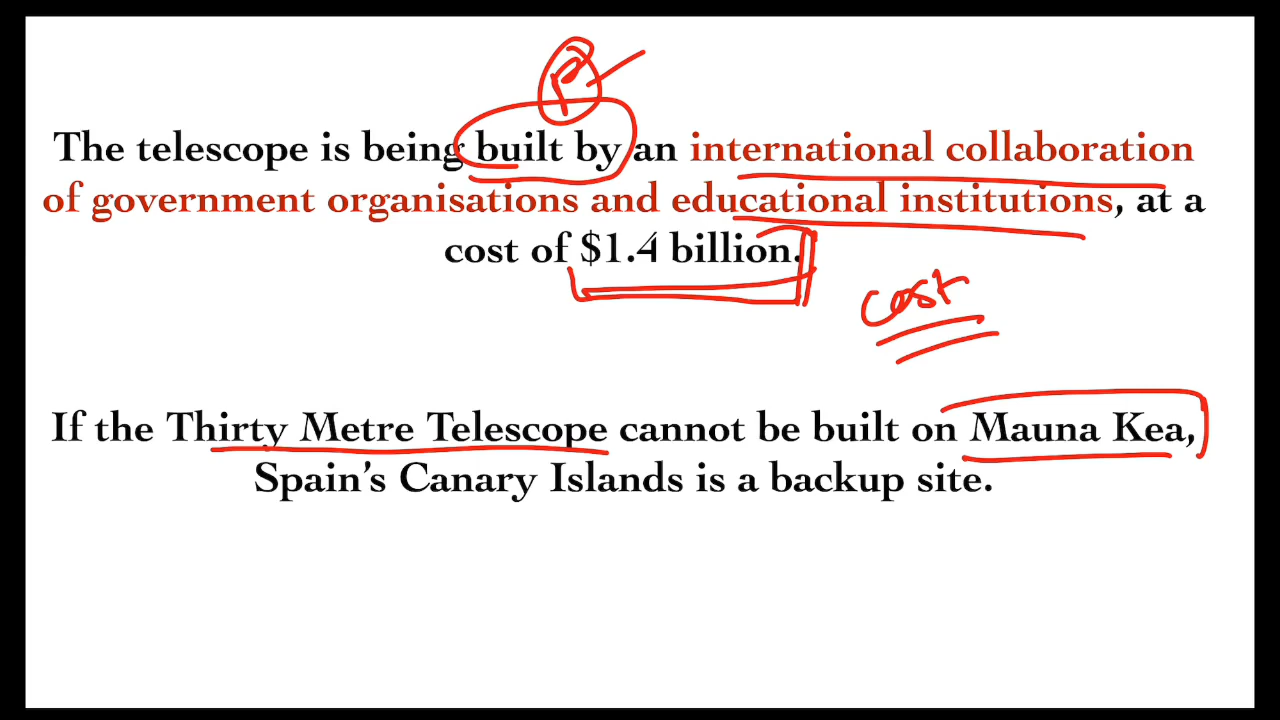 The telescope is being built by an international collaboration
of government organisations and educational institutions, at a
cost of $1.4 billion.
cost
If the Thirty Metre Telescope cannot be built on Mauna Kea,
Spain’s Canary Islands is a backup site.